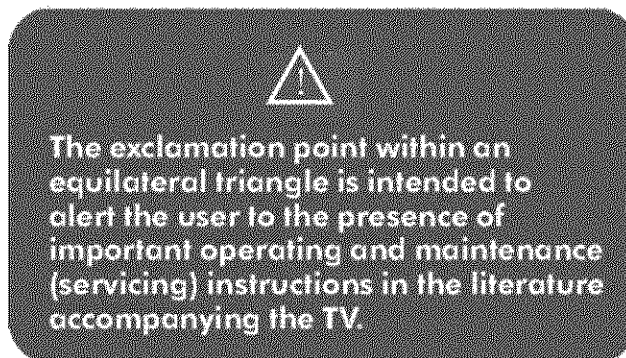 The exclamation point within an
equilateral triangle is intended to
alert the user to the presence of
important operating and maintenance
(servicing) instructions in the literature
accompanying the TV.